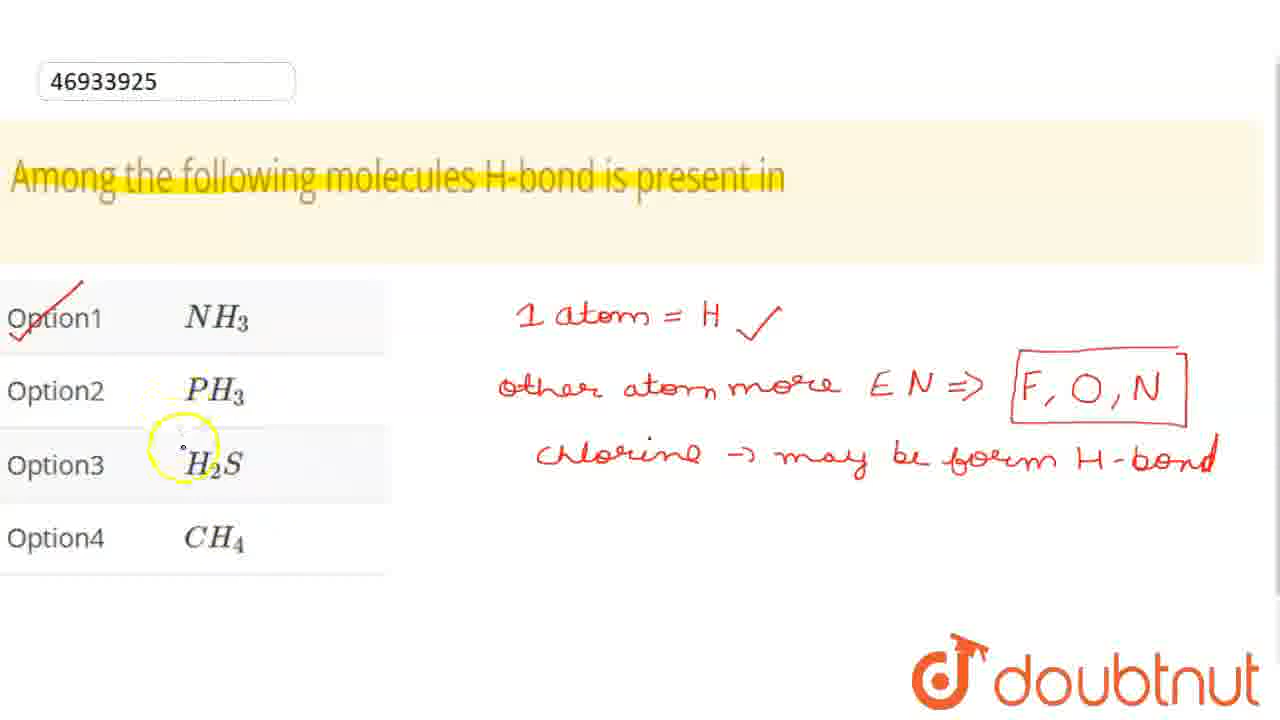 46933925
Among the following molecules H-bond is present in
Option1 NH₃
1 atom = H ✓
Option2 PH₃
other atom more EN ⇒ F, O, N
Option3 H₂S
chlorine → may be form H-bond
Option4 CH₄
doubtnut